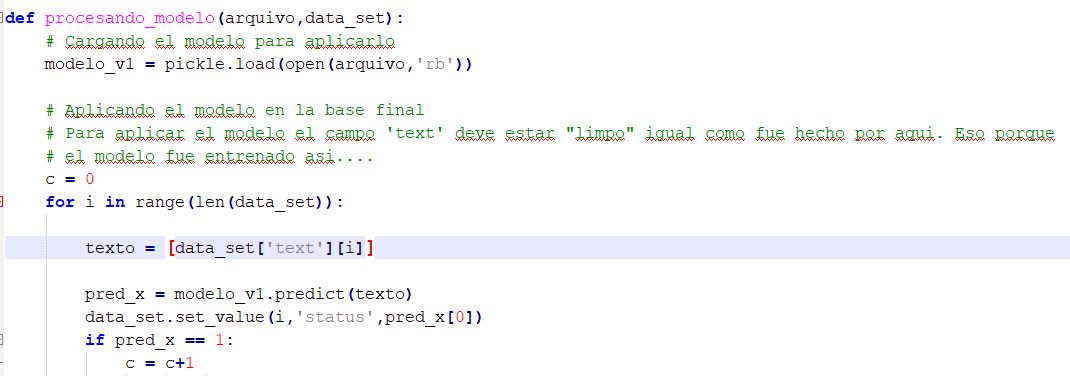 def procesando_modelo(arquivo,data_set):
    # Cargando el modelo para aplicarlo
    modelo_v1 = pickle.load(open(arquivo,'rb'))
    # Aplicando el modelo en la base final
    # Para aplicar el modelo el campo 'text' deve estar "limpo" igual como fue hecho por aqui. Eso porque
    # el modelo fue entrenado asi....
    c = 0
    for i in range(len(data_set)):
        texto = [data_set['text'][i]]
        pred_x = modelo_v1.predict(texto)
        data_set.set_value(i,'status',pred_x[0])
        if pred_x == 1:
            c = c+1